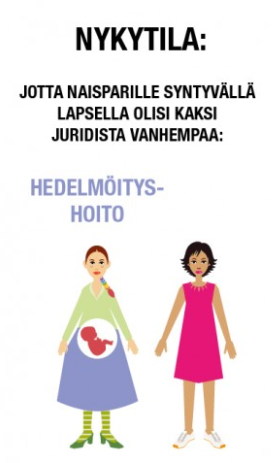 NYKYTILA:
JOTTA NAISPARILLE SYNTYVÄLLÄ
LAPSELLA OLISI KAKSI
JURIDISTA VANHEMPAA:
HEDELMÖITYS-
HOITO